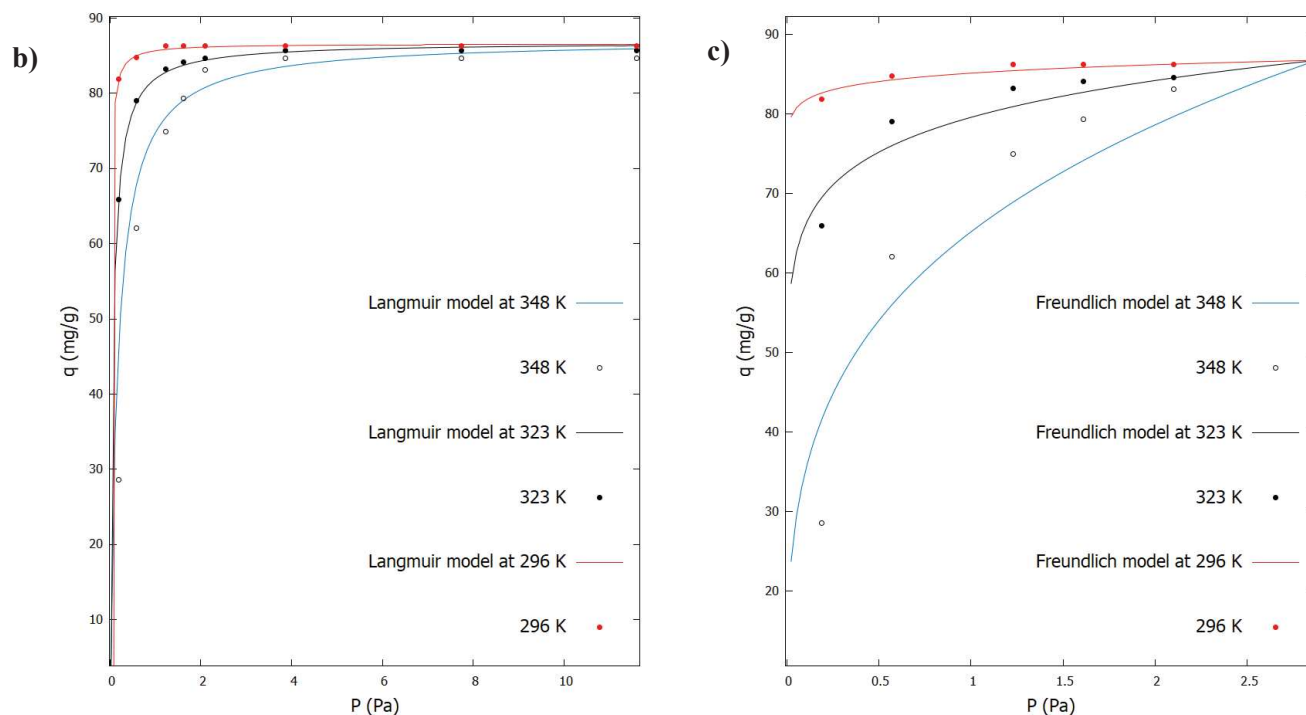 b)
q (mg/g)
90
80
70
60
50
40
30
20
10
Langmuir model at 348 K
348 K
Langmuir model at 323 K
323 K
Langmuir model at 296 K
296 K
0 2 4 6 8 10
P (Pa)
c)
q (mg/g)
90
80
70
60
50
40
30
20
Freundlich model at 348 K
348 K
Freundlich model at 323 K
323 K
Freundlich model at 296 K
296 K
0 0.5 1 1.5 2 2.5
P (Pa)